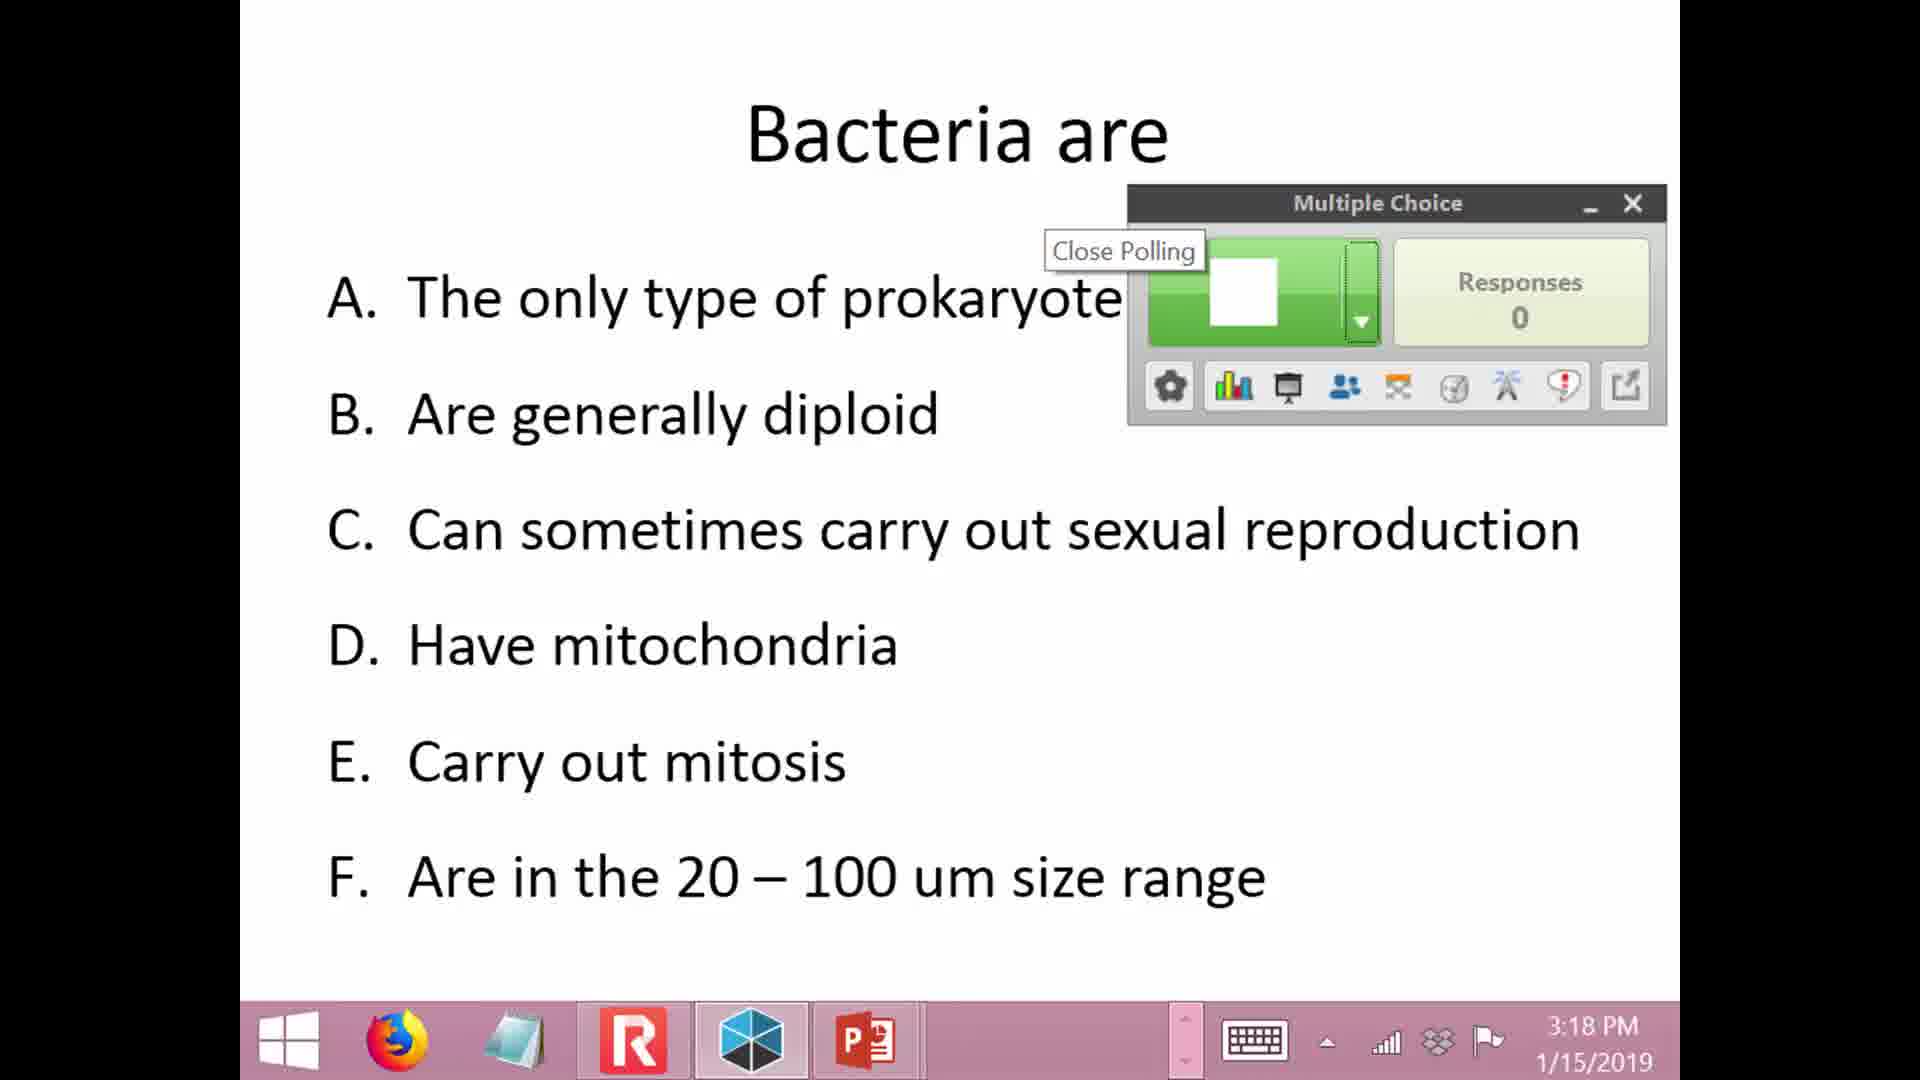 Bacteria are
Multiple Choice
Close Polling
Responses
0
A. The only type of prokaryote
B. Are generally diploid
C. Can sometimes carry out sexual reproduction
D. Have mitochondria
E. Carry out mitosis
F. Are in the 20 – 100 um size range
3:18 PM
1/15/2019